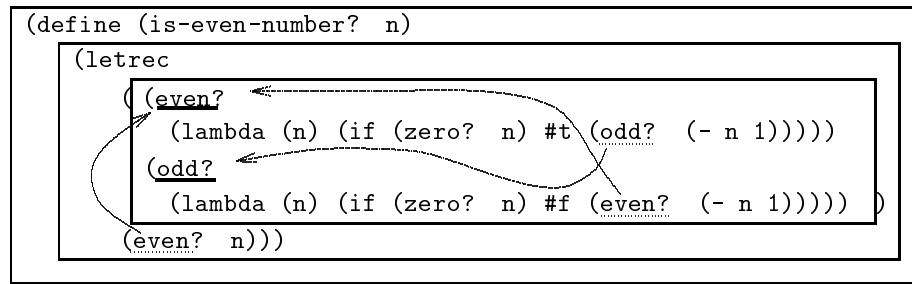 (define (is-even-number? n)
(letrec
( (even?
(lambda (n) (if (zero? n) #t (odd? (- n 1)))))
(odd?
(lambda (n) (if (zero? n) #f (even? (- n 1))))) )
(even? n)))